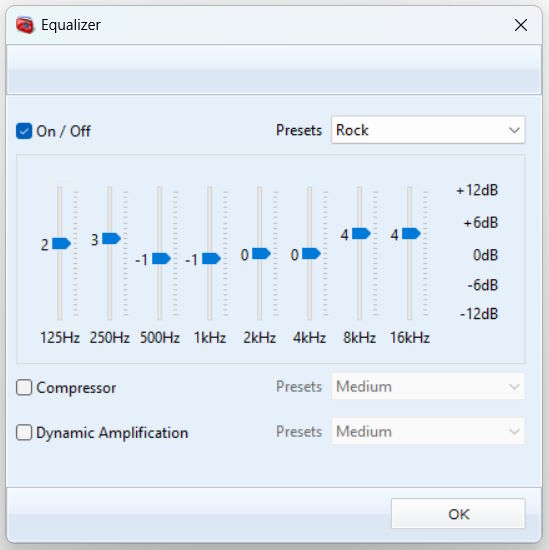 Equalizer
On / Off Presets Rock
+12dB
+6dB
0dB
-6dB
-12dB
2 3 -1 -1 0 0 4 4
125Hz 250Hz 500Hz 1kHz 2kHz 4kHz 8kHz 16kHz
Compressor Presets Medium
Dynamic Amplification Presets Medium
OK